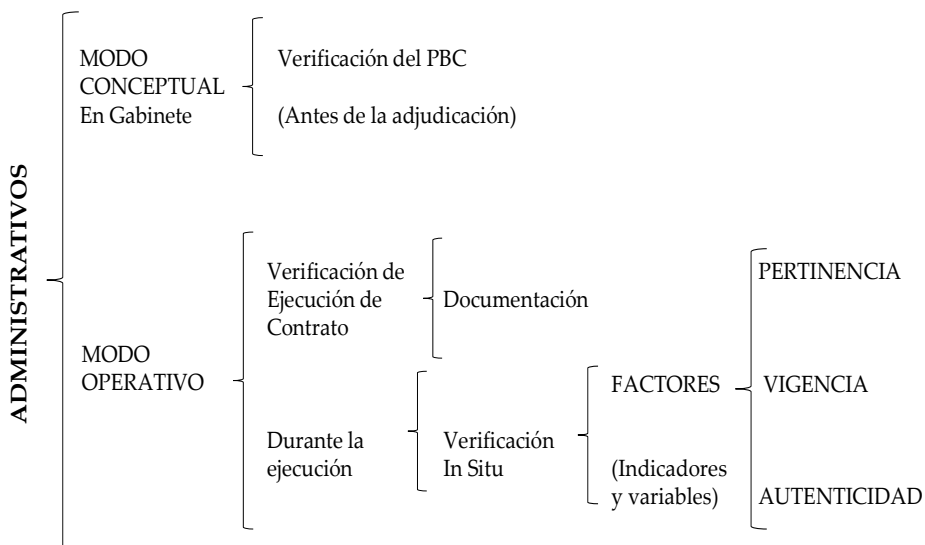 ADMINISTRATIVOS
MODO
CONCEPTUAL
En Gabinete
Verificación del PBC
(Antes de la adjudicación)
MODO
OPERATIVO
Verificación de
Ejecución de
Contrato
Documentación
Durante la
ejecución
Verificación
In Situ
FACTORES
(Indicadores
y variables)
PERTINENCIA
VIGENCIA
AUTENTICIDAD